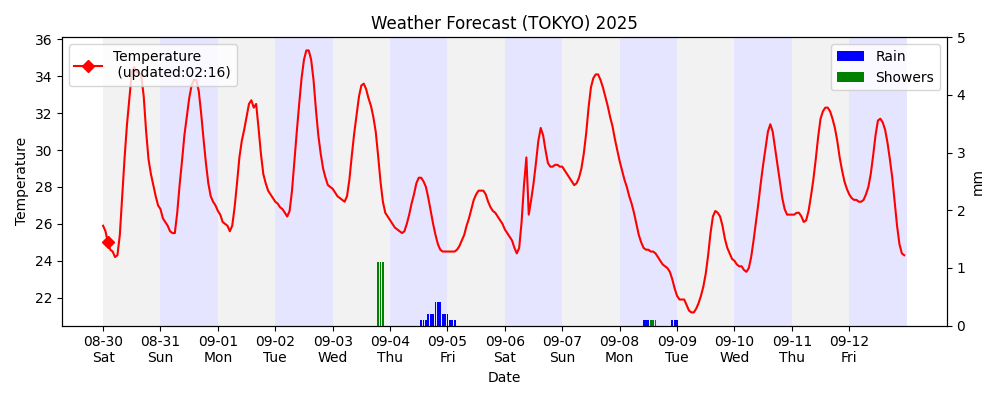 Weather Forecast (TOKYO) 2025
Temperature
(updated:02:16)
Rain
Showers
Temperature
36
34
32
30
28
26
24
22
5
4
3
2
1
0
mm
08-30 08-31 09-01 09-02 09-03 09-04 09-05 09-06 09-07 09-08 09-09 09-10 09-11 09-12
Sat Sun Mon Tue Wed Thu Fri Sat Sun Mon Tue Wed Thu Fri
Date